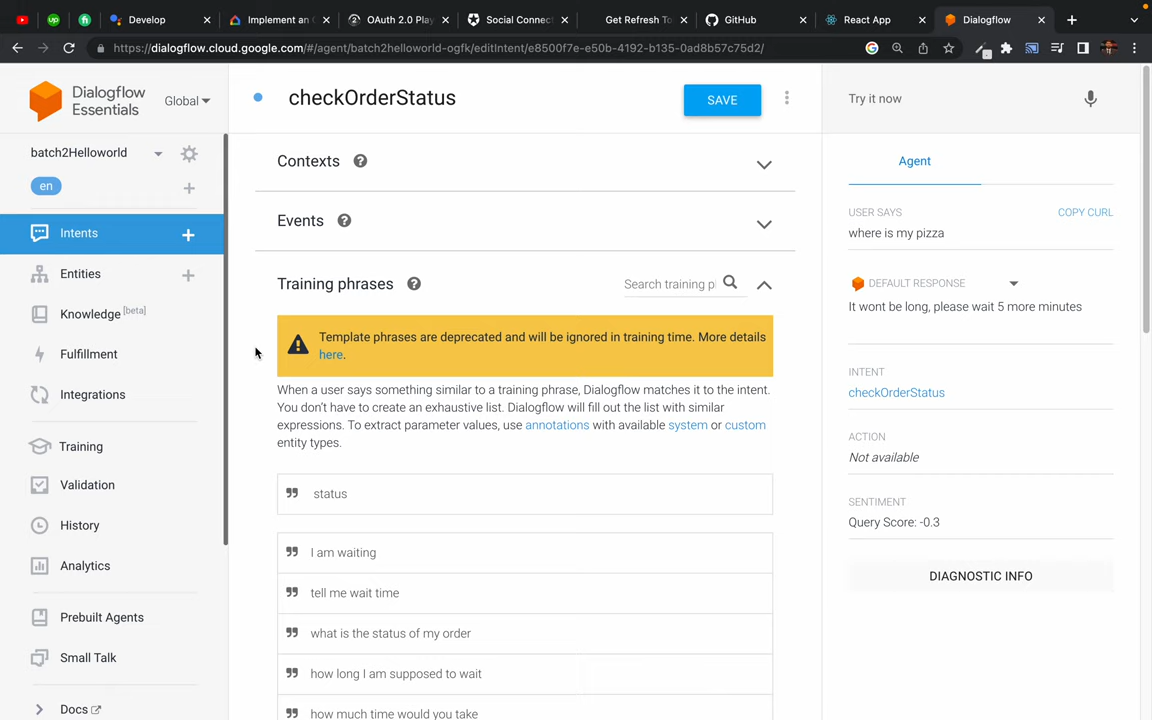 Develop
Implement an O
OAuth 2.0 Play
Social Connect
Get Refresh To
GitHub
React App
Dialogflow
https://dialogflow.cloud.google.com/#/agent/batch2helloworld-ogfk/editIntent/e8500f7e-e50b-4192-b135-0ad8b57c75d2/
Dialogflow
Essentials
Global
batch2Helloworld
en
Intents
Entities
Knowledge [beta]
Fulfillment
Integrations
Training
Validation
History
Analytics
Prebuilt Agents
Small Talk
Docs
checkOrderStatus
SAVE
Contexts
Events
Training phrases
Search training p
Template phrases are deprecated and will be ignored in training time. More details
here.
When a user says something similar to a training phrase, Dialogflow matches it to the intent.
You don't have to create an exhaustive list. Dialogflow will fill out the list with similar
expressions. To extract parameter values, use annotations with available system or custom
entity types.
status
I am waiting
tell me wait time
what is the status of my order
how long I am supposed to wait
how much time would you take
Try it now
Agent
USER SAYS
COPY CURL
where is my pizza
DEFAULT RESPONSE
It wont be long, please wait 5 more minutes
INTENT
checkOrderStatus
ACTION
Not available
SENTIMENT
Query Score: -0.3
DIAGNOSTIC INFO